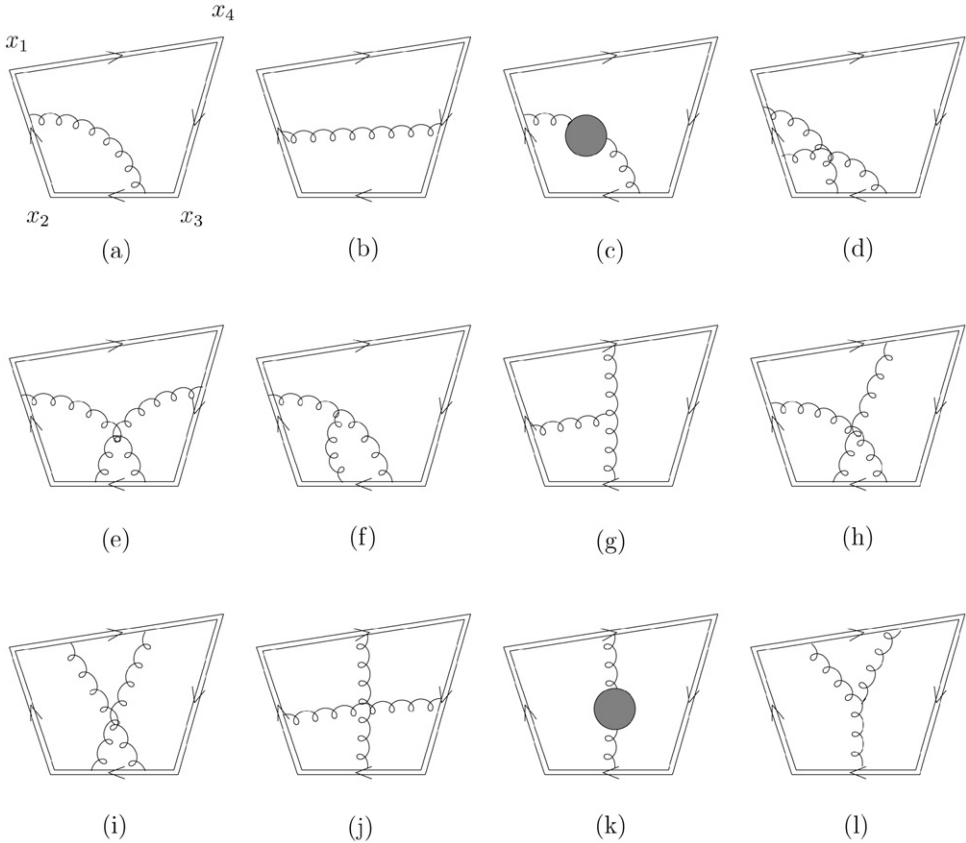 x₁ x₄
x₂ x₃
(a) (b) (c) (d)
(e) (f) (g) (h)
(i) (j) (k) (l)